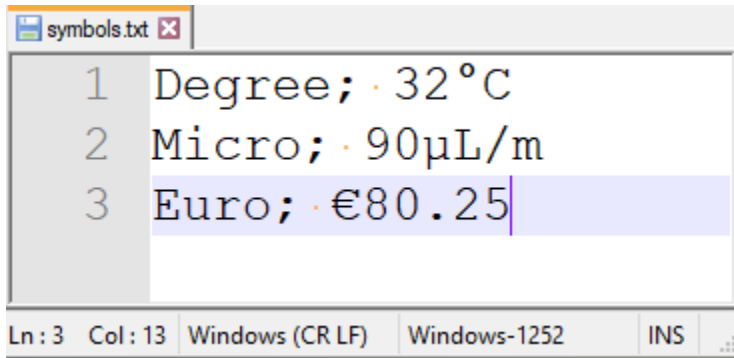 symbols.txt
1 Degree; 32°C
2 Micro; 90µL/m
3 Euro; €80.25
Ln : 3 Col : 13 Windows (CR LF) Windows-1252 INS